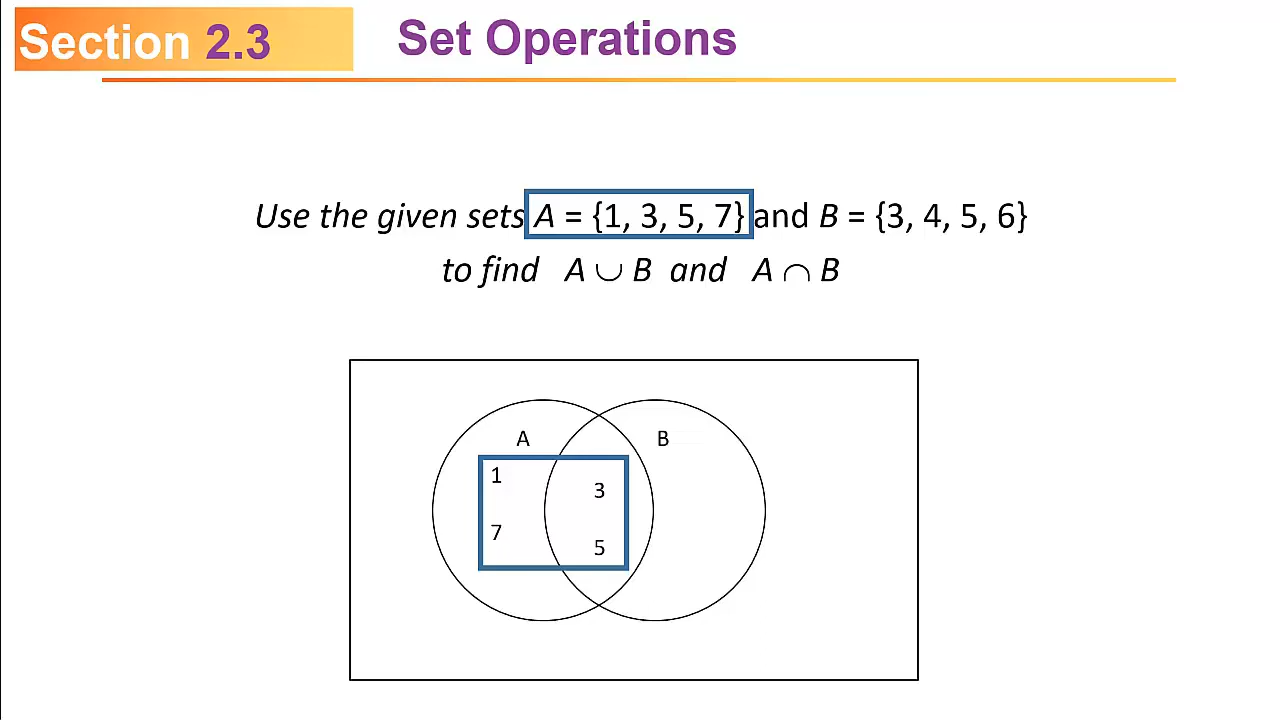 Section 2.3 Set Operations
Use the given sets A = {1, 3, 5, 7} and B = {3, 4, 5, 6}
to find A ∪ B and A ∩ B
A B
1 3
7 5